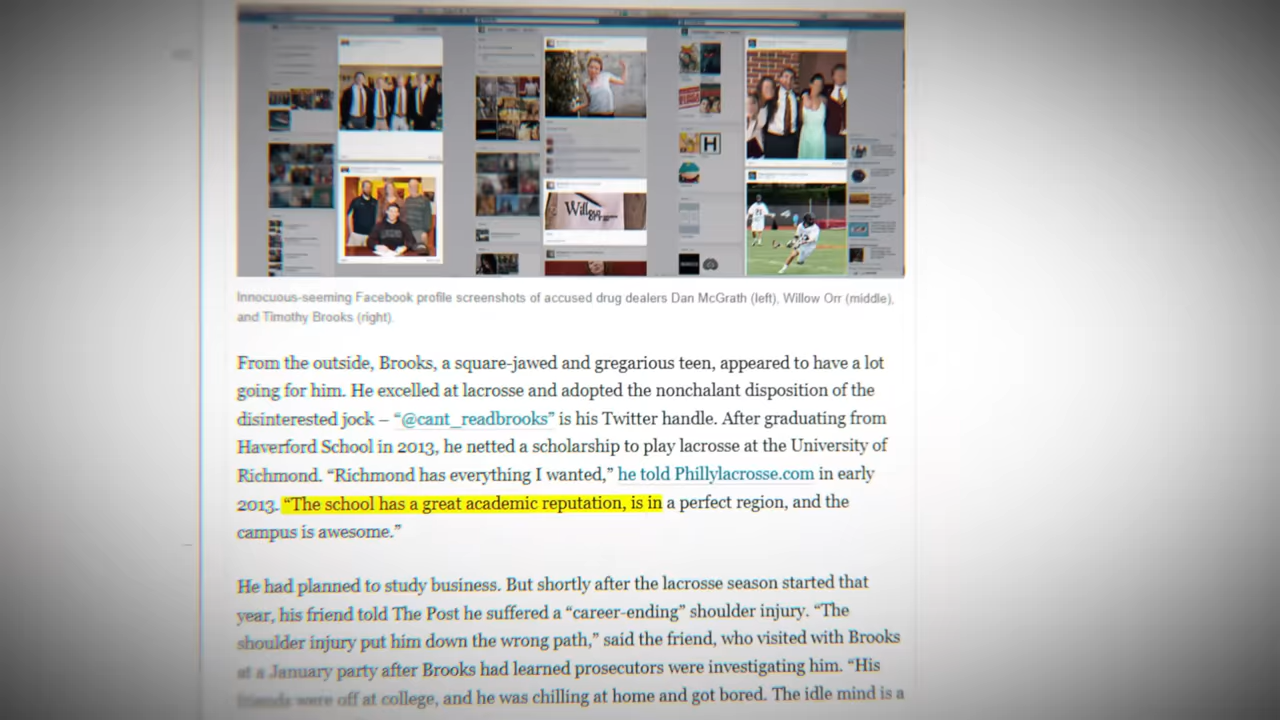 H
Willow
Innocuous-seeming Facebook profile screenshots of accused drug dealers Dan McGrath (left), Willow Orr (middle),
and Timothy Brooks (right).
From the outside, Brooks, a square-jawed and gregarious teen, appeared to have a lot
going for him. He excelled at lacrosse and adopted the nonchalant disposition of the
disinterested jock – “@cant_readbrooks” is his Twitter handle. After graduating from
Haverford School in 2013, he netted a scholarship to play lacrosse at the University of
Richmond. “Richmond has everything I wanted,” he told Phillylacrosse.com in early
2013. “The school has a great academic reputation, is in a perfect region, and the
campus is awesome.”
He had planned to study business. But shortly after the lacrosse season started that
year, his friend told The Post he suffered a “career-ending” shoulder injury. “The
shoulder injury put him down the wrong path,” said the friend, who visited with Brooks
at a January party after Brooks had learned prosecutors were investigating him. “His
friends were off at college, and he was chilling at home and got bored. The idle mind is a